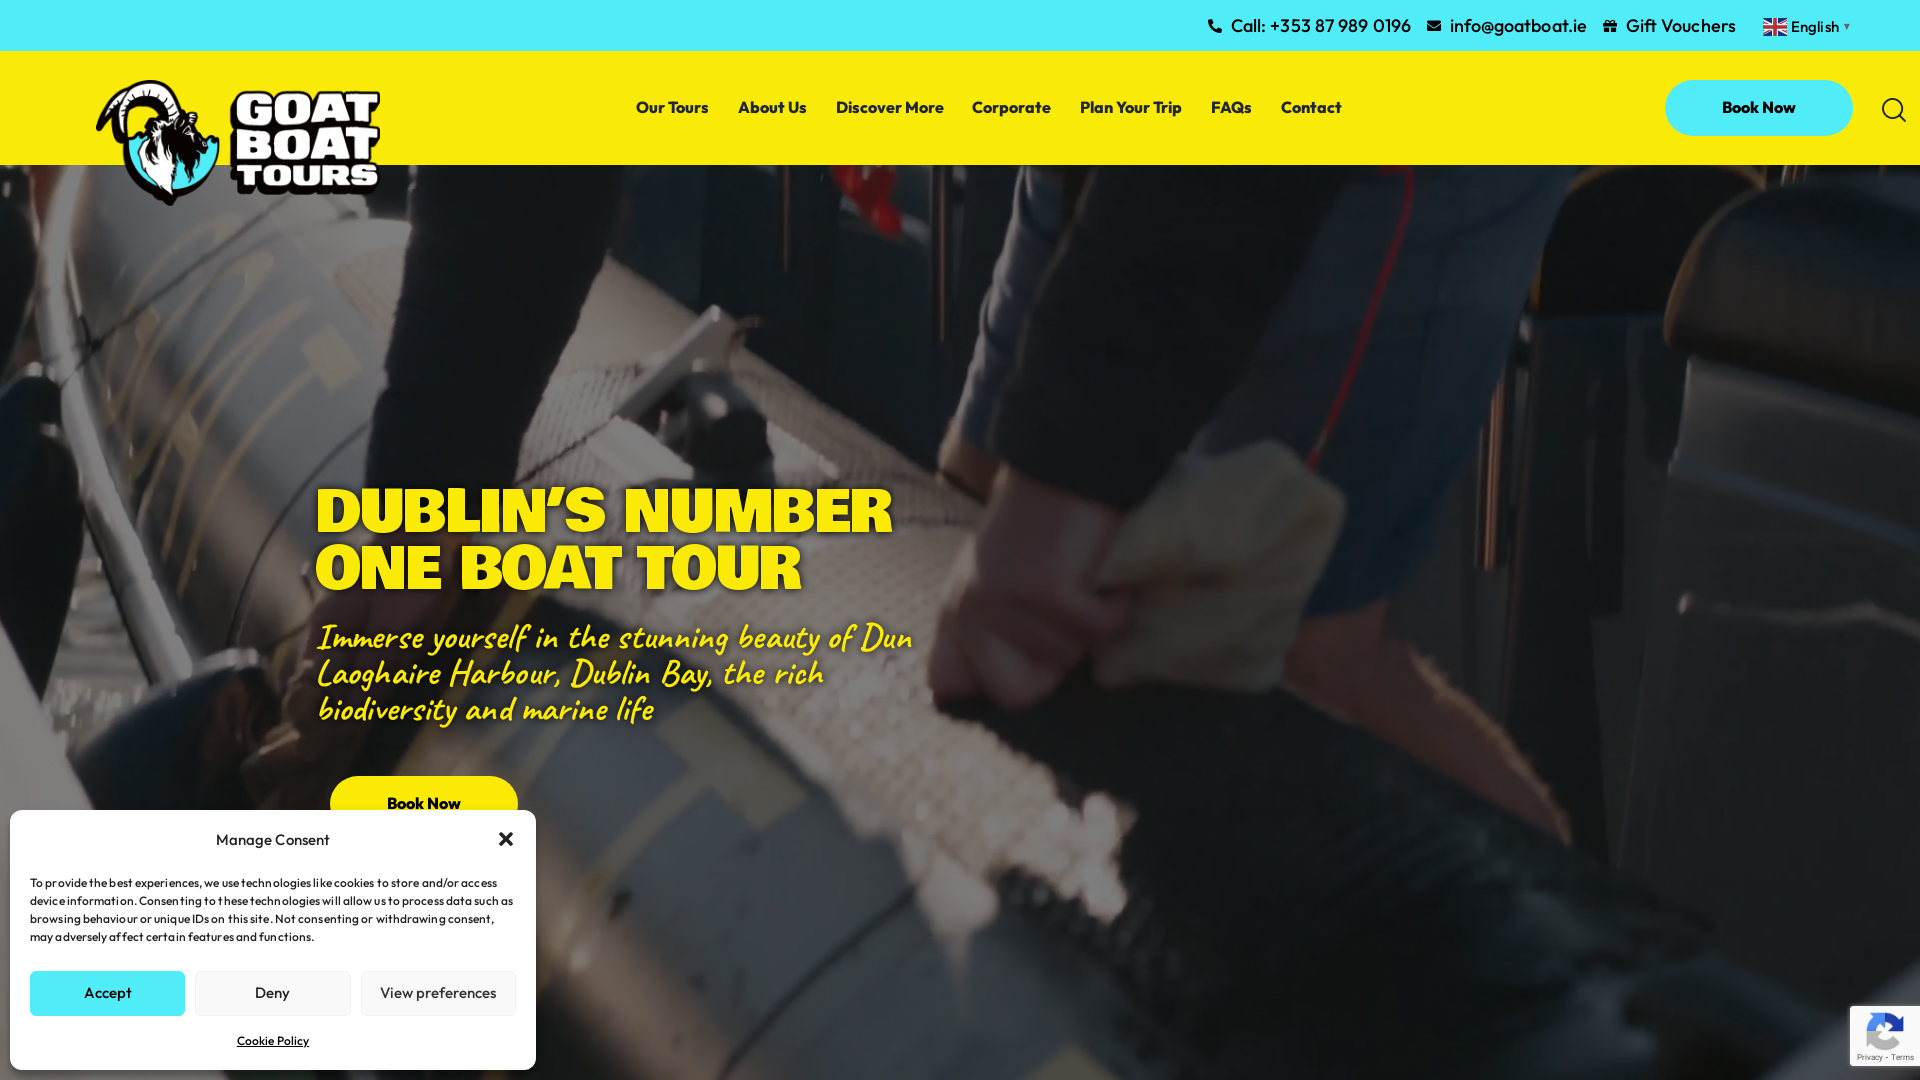 Call: +353 87 989 0196
info@goatboat.ie
Gift Vouchers
English
GOAT
BOAT
TOURS
Our Tours
About Us
Discover More
Corporate
Plan Your Trip
FAQs
Contact
Book Now
DUBLIN’S NUMBER
ONE BOAT TOUR
Immerse yourself in the stunning beauty of Dun
Laoghaire Harbour, Dublin Bay, the rich
biodiversity and marine life
Book Now
Manage Consent
To provide the best experiences, we use technologies like cookies to store and/or access
device information. Consenting to these technologies will allow us to process data such as
browsing behaviour or unique IDs on this site. Not consenting or withdrawing consent,
may adversely affect certain features and functions.
Accept
Deny
View preferences
Cookie Policy
Privacy - Terms